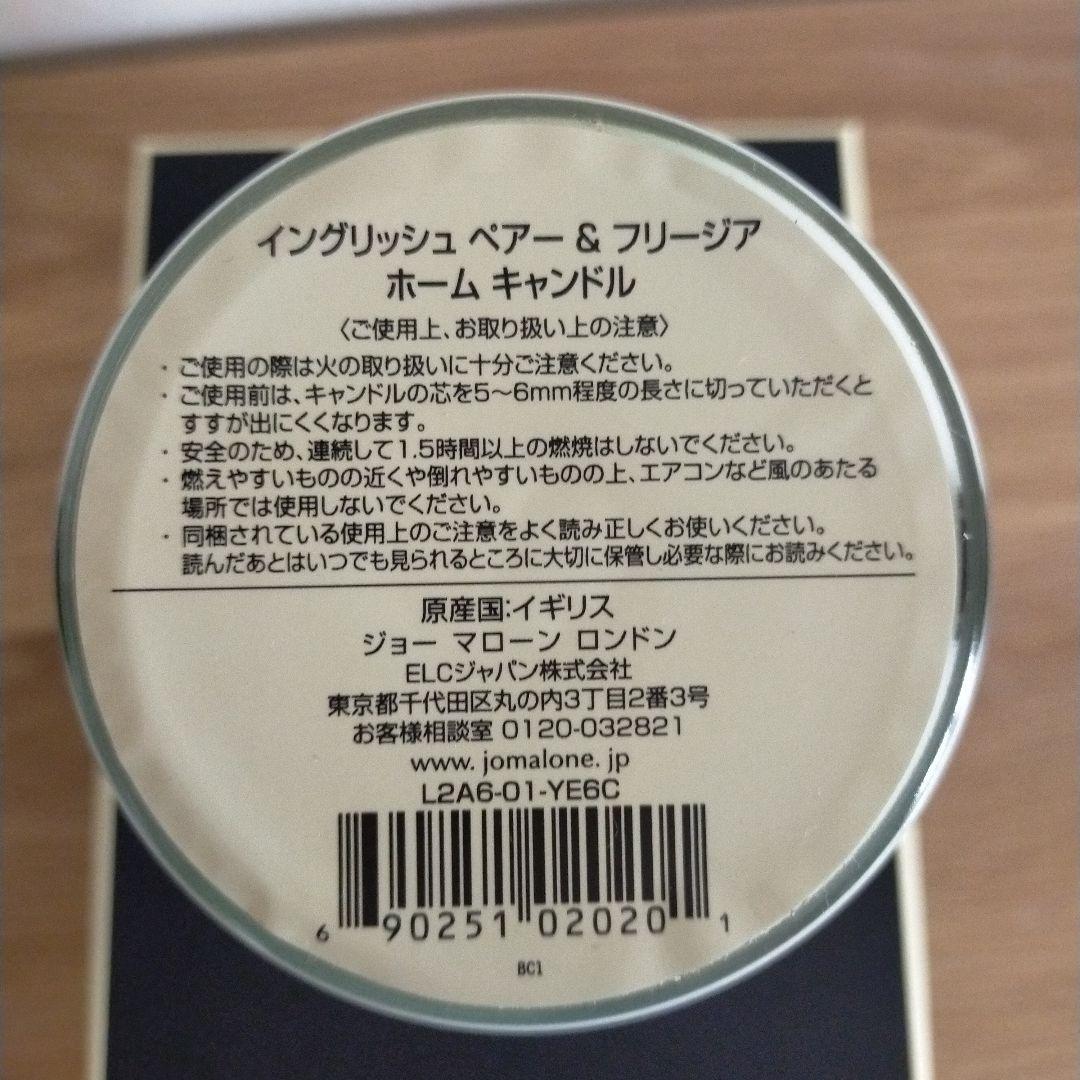 イングリッシュ ペアー & フリージア
ホーム キャンドル
〈ご使用上、お取り扱い上の注意〉
・ご使用の際は火の取り扱いに十分ご注意ください。
・ご使用前は、キャンドルの芯を5〜6mm程度の長さに切っていただくと
すすが出にくくなります。
・安全のため、連続して1.5時間以上の燃焼はしないでください。
・燃えやすいものの近くや倒れやすいものの上、エアコンなど風のあたる
場所では使用しないでください。
・同梱されている使用上のご注意をよく読み正しくお使いください。
読んだあとはいつでも見られるところに大切に保管し必要な際にお読みください。
原産国:イギリス
ジョー マローン ロンドン
ELCジャパン株式会社
東京都千代田区丸の内3丁目2番3号
お客様相談室 0120-032821
www. jomalone. jp
L2A6-01-YE6C
6 90251 02020 1
BC1